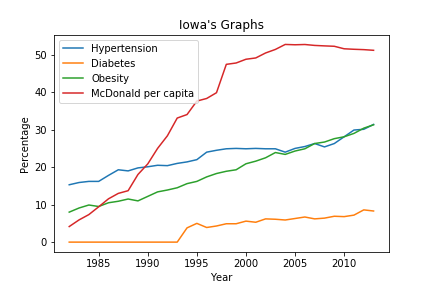 Iowa's Graphs
Hypertension
Diabetes
Obesity
McDonald per capita
Percentage
50
40
30
20
10
0
1985 1990 1995 2000 2005 2010
Year